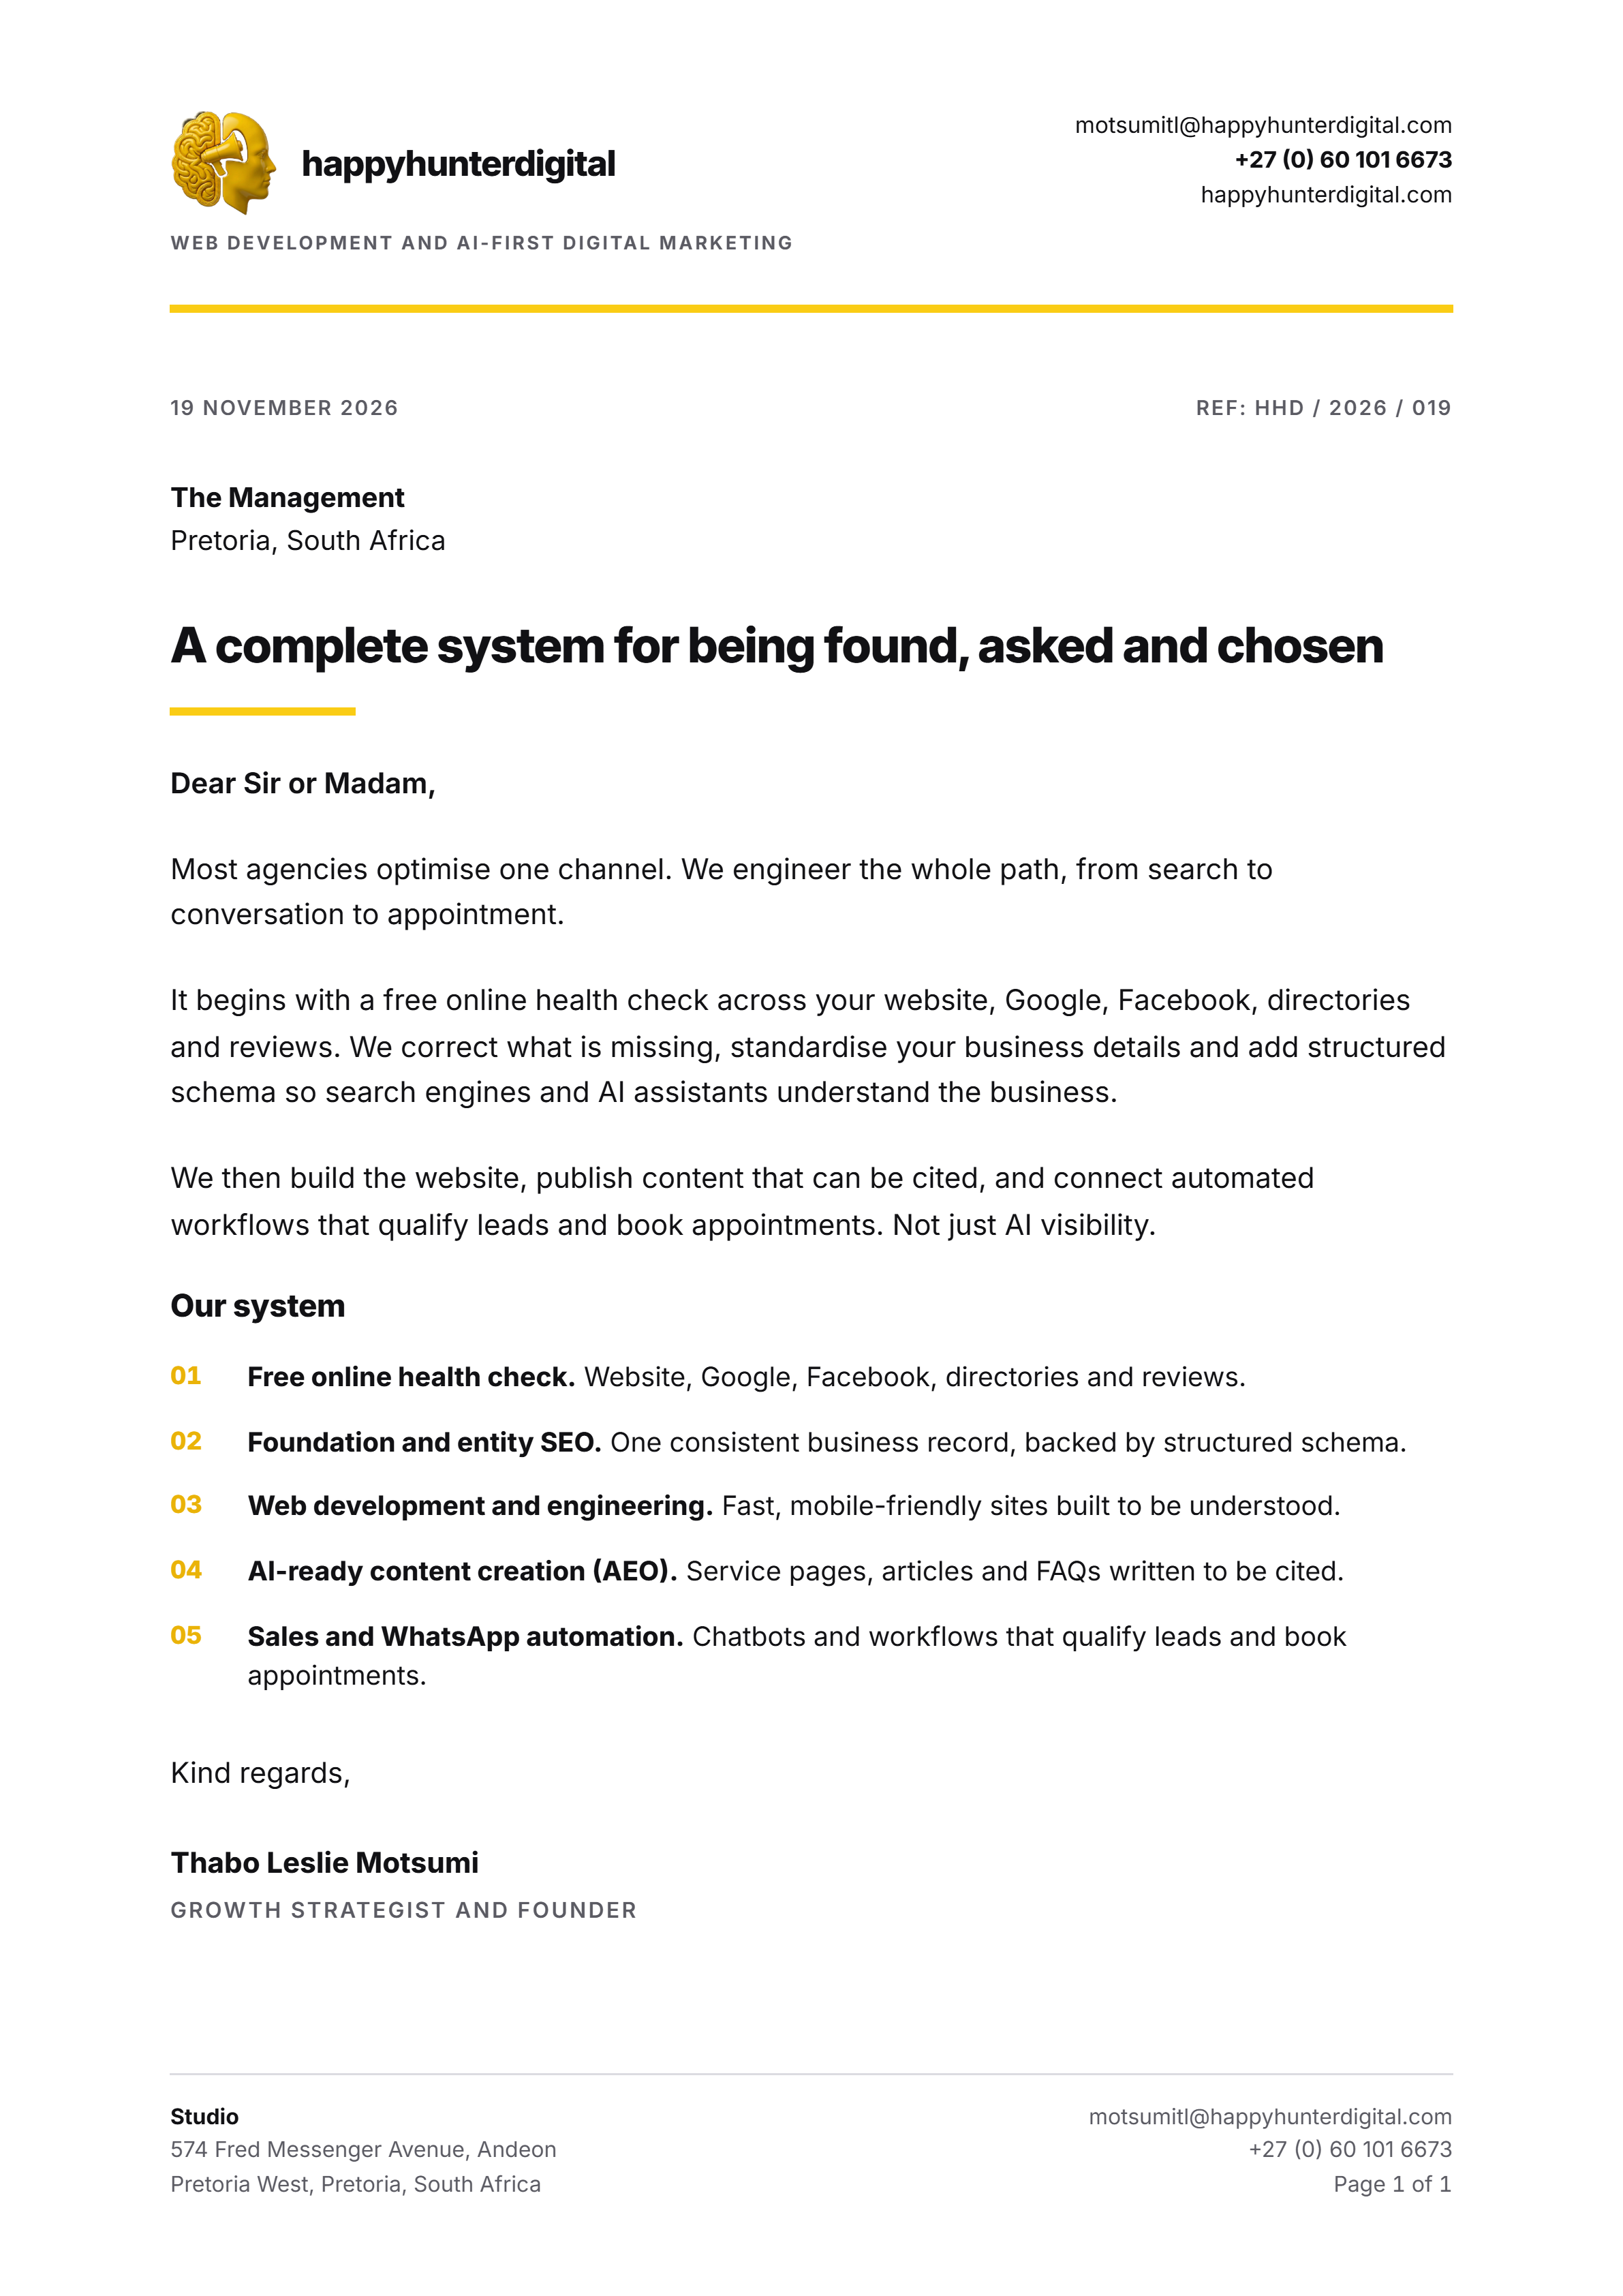 happyhunterdigital
WEB DEVELOPMENT AND AI-FIRST DIGITAL MARKETING
motsumitl@happyhunterdigital.com
+27 (0) 60 101 6673
happyhunterdigital.com
19 NOVEMBER 2026
REF: HHD / 2026 / 019
The Management
Pretoria, South Africa
A complete system for being found, asked and chosen
Dear Sir or Madam,
Most agencies optimise one channel. We engineer the whole path, from search to
conversation to appointment.
It begins with a free online health check across your website, Google, Facebook, directories
and reviews. We correct what is missing, standardise your business details and add structured
schema so search engines and AI assistants understand the business.
We then build the website, publish content that can be cited, and connect automated
workflows that qualify leads and book appointments. Not just AI visibility.
Our system
01 Free online health check. Website, Google, Facebook, directories and reviews.
02 Foundation and entity SEO. One consistent business record, backed by structured schema.
03 Web development and engineering. Fast, mobile-friendly sites built to be understood.
04 AI-ready content creation (AEO). Service pages, articles and FAQs written to be cited.
05 Sales and WhatsApp automation. Chatbots and workflows that qualify leads and book
appointments.
Kind regards,
Thabo Leslie Motsumi
GROWTH STRATEGIST AND FOUNDER
Studio
574 Fred Messenger Avenue, Andeon
Pretoria West, Pretoria, South Africa
motsumitl@happyhunterdigital.com
+27 (0) 60 101 6673
Page 1 of 1